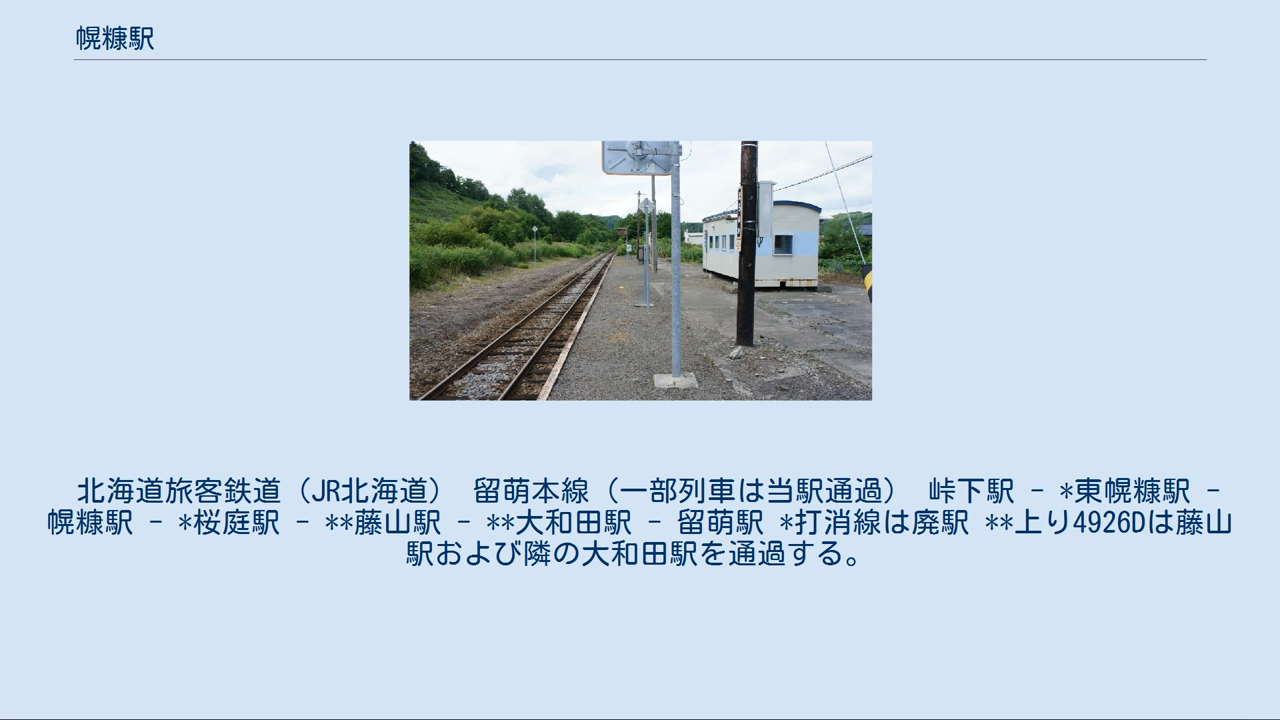 幌糠駅
北海道旅客鉄道（JR北海道） 留萌本線（一部列車は当駅通過） 峠下駅 - *東幌糠駅 -
幌糠駅 - *桜庭駅 - **藤山駅 - **大和田駅 - 留萌駅 *打消線は廃駅 **上り4926Dは藤山
駅および隣の大和田駅を通過する。